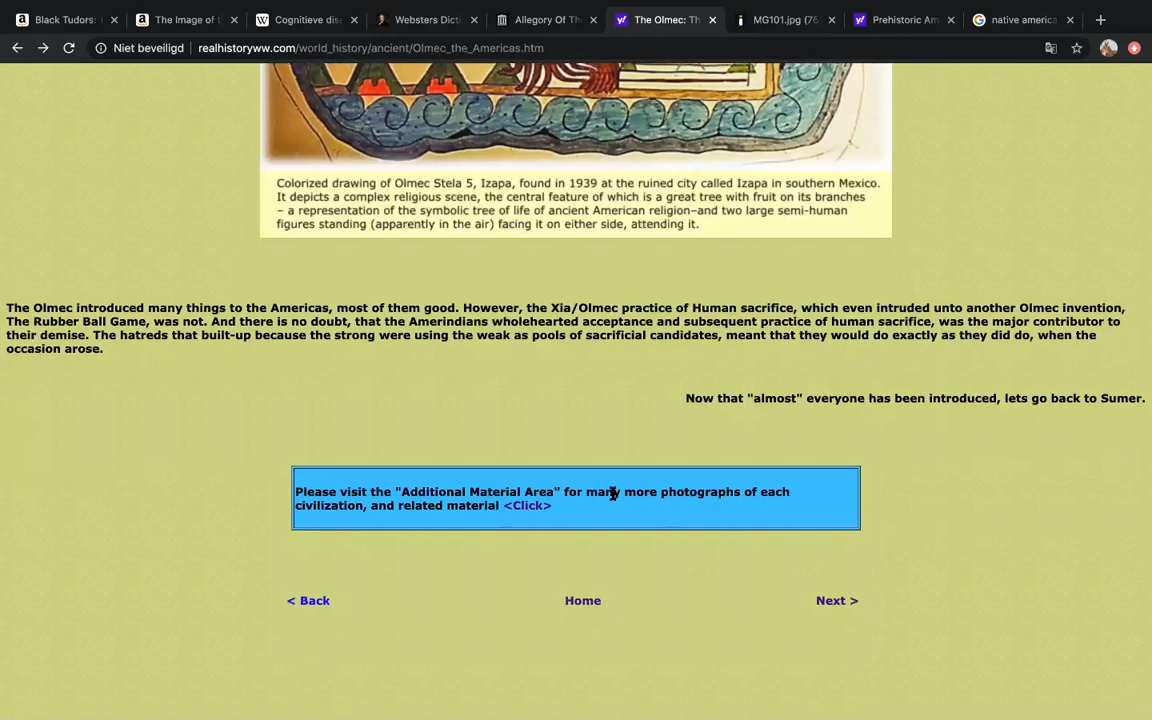 Black Tudors:
The Image of t
Cognitieve dis
Websters Dicti
Allegory Of Th
The Olmec: Th
MG101.jpg (76
Prehistoric Am
native america
Niet beveiligd
realhistoryww.com/world_history/ancient/Olmec_the_Americas.htm
Colorized drawing of Olmec Stela 5, Izapa, found in 1939 at the ruined city called Izapa in southern Mexico.
It depicts a complex religious scene, the central feature of which is a great tree with fruit on its branches
– a representation of the symbolic tree of life of ancient American religion–and two large semi-human
figures standing (apparently in the air) facing it on either side, attending it.
The Olmec introduced many things to the Americas, most of them good. However, the Xia/Olmec practice of Human sacrifice, which even intruded unto another Olmec invention,
The Rubber Ball Game, was not. And there is no doubt, that the Amerindians wholehearted acceptance and subsequent practice of human sacrifice, was the major contributor to
their demise. The hatreds that built-up because the strong were using the weak as pools of sacrificial candidates, meant that they would do exactly as they did do, when the
occasion arose.
Now that "almost" everyone has been introduced, lets go back to Sumer.
Please visit the "Additional Material Area" for many more photographs of each
civilization, and related material <Click>
< Back
Home
Next >